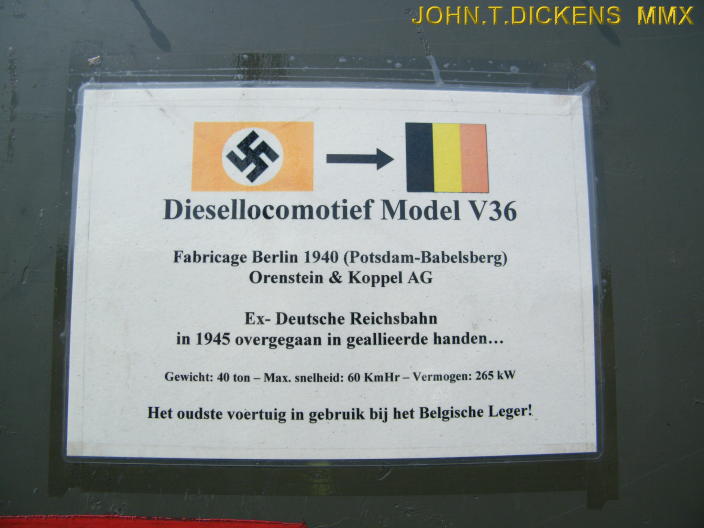 JOHN.T.DICKENS MMX
Diesellocomotief Model V36
Fabricage Berlin 1940 (Potsdam-Babelsberg)
Orenstein & Koppel AG
Ex- Deutsche Reichsbahn
in 1945 overgegaan in geallieerde handen…
Gewicht: 40 ton – Max. snelheid: 60 KmHr – Vermogen: 265 kW
Het oudste voertuig in gebruik bij het Belgische Leger!